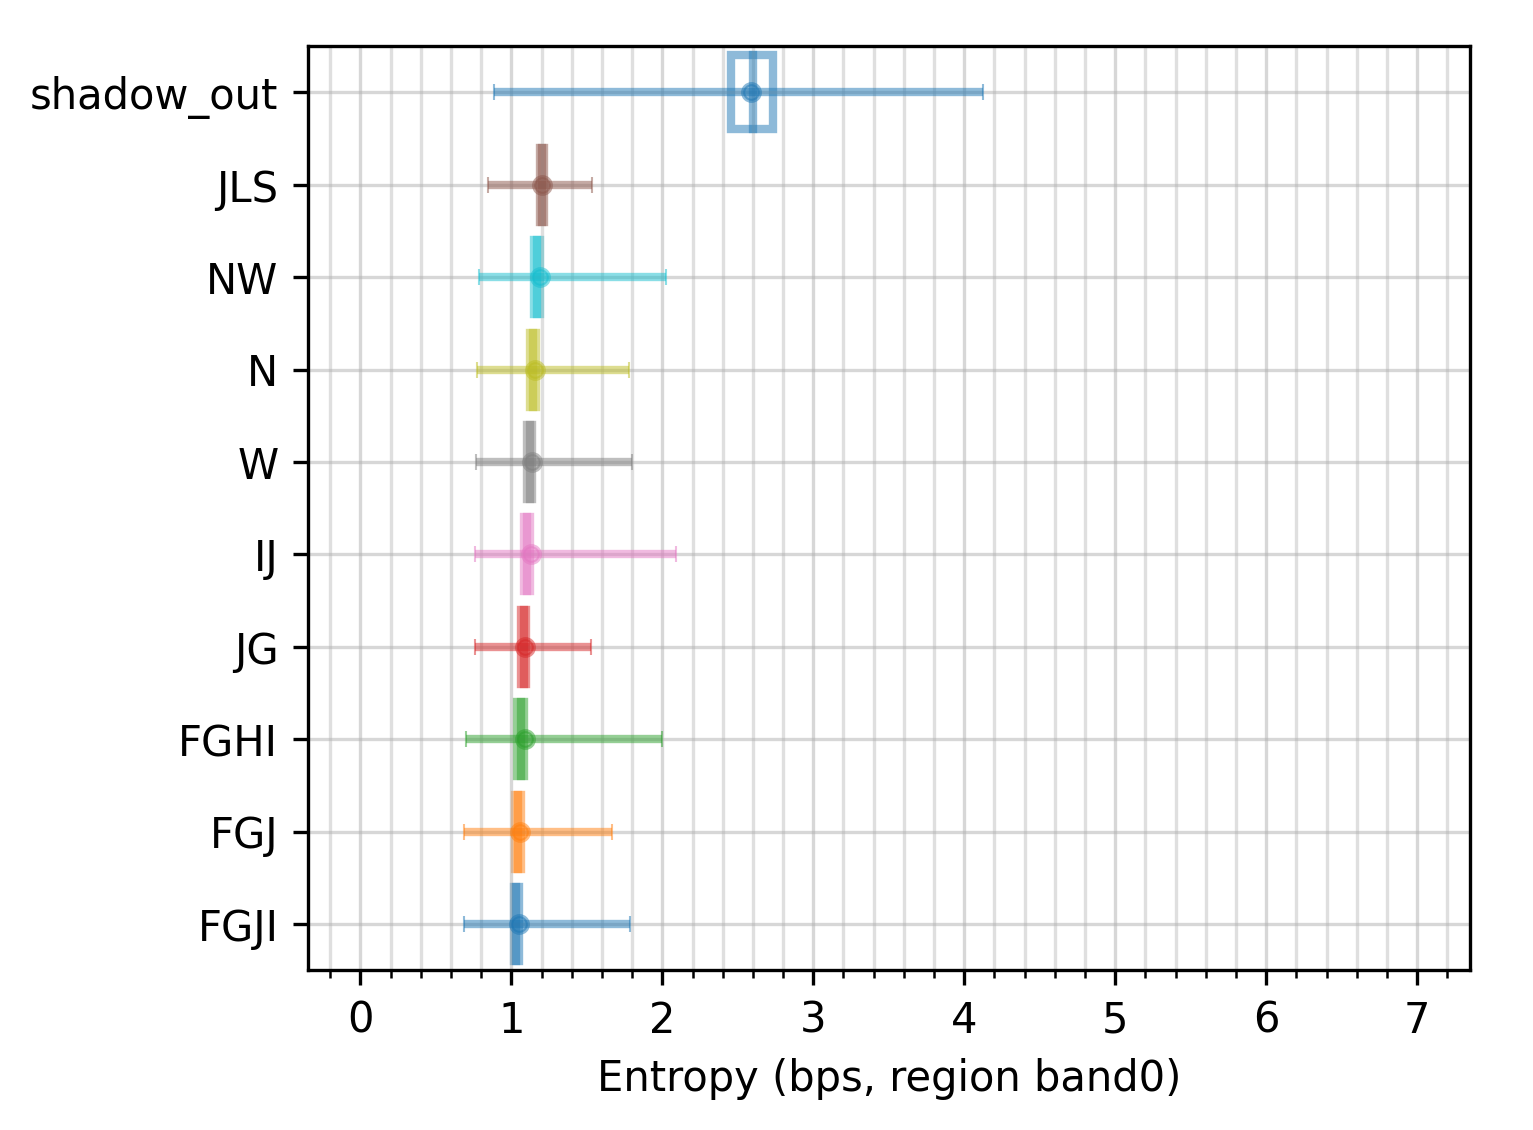 shadow_out
JLS
NW
N
W
IJ
JG
FGHI
FGJ
FGJI
0 1 2 3 4 5 6 7
Entropy (bps, region band0)